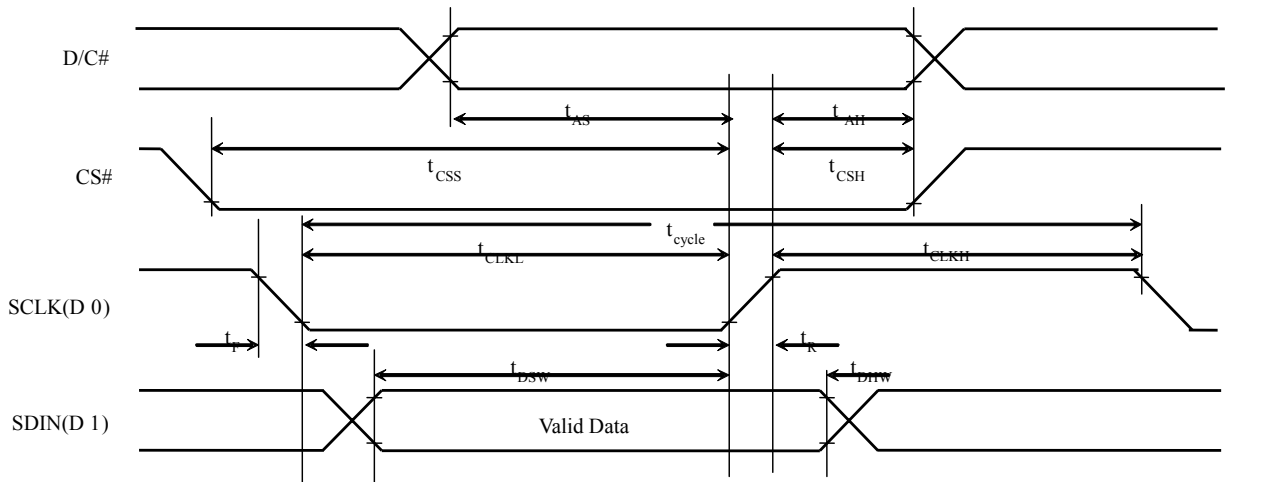 D/C#
tAS
tAH
CS#
tCSS
tCSH
tcycle
tCLKL
tCLKH
SCLK(D 0)
tF
tR
tDSW
tDHW
SDIN(D 1)
Valid Data